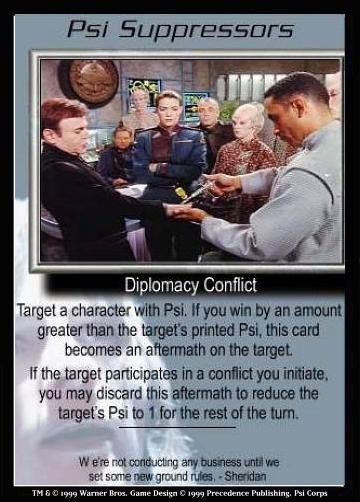 Psi Suppressors
Diplomacy Conflict
Target a character with Psi. If you win by an amount
greater than the target's printed Psi, this card
becomes an aftermath on the target.
If the target participates in a conflict you initiate,
you may discard this aftermath to reduce the
target's Psi to 1 for the rest of the turn.
W e're not conducting any business until we
set some new ground rules. - Sheridan
TM & © 1999 Warner Bros. Game Design © 1999 Precedence Publishing. Psi Corps